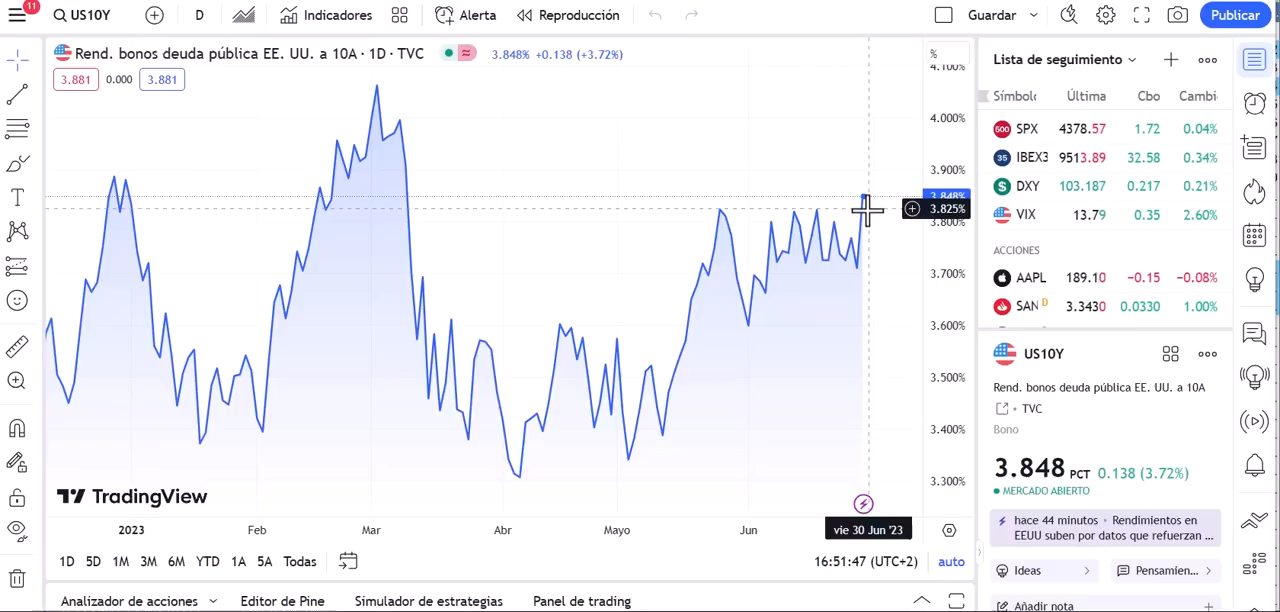 11
US10Y
D
Indicadores
Alerta
Reproducción
Guardar
Publicar
Rend. bonos deuda pública EE. UU. a 10A · 1D · TVC
3.848% +0.138 (+3.72%)
3.881 0.000 3.881
%
4.100%
4.000%
3.900%
3.848%
3.825%
3.800%
3.700%
3.600%
3.500%
3.400%
3.300%
TradingView
2023 Feb Mar Abr Mayo Jun vie 30 Jun '23
1D 5D 1M 3M 6M YTD 1A 5A Todas
16:51:47 (UTC+2) auto
Analizador de acciones Editor de Pine Simulador de estrategias Panel de trading
Lista de seguimiento
Símbolo Última Cbo Cambi
500 SPX 4378.57 1.72 0.04%
35 IBEX3 9513.89 32.58 0.34%
$ DXY 103.187 0.217 0.21%
VIX 13.79 0.35 2.60%
ACCIONES
AAPL 189.10 −0.15 −0.08%
SAN D 3.3430 0.0330 1.00%
US10Y
Rend. bonos deuda pública EE. UU. a 10A
TVC
Bono
3.848 PCT 0.138 (3.72%)
MERCADO ABIERTO
hace 44 minutos · Rendimientos en
EEUU suben por datos que refuerzan ...
Ideas
Pensamien...
Añadir nota